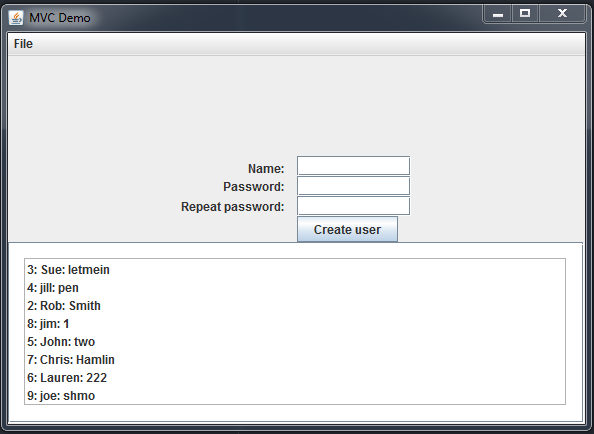 MVC Demo
File
Name:
Password:
Repeat password:
Create user
3: Sue: letmein
4: jill: pen
2: Rob: Smith
8: jim: 1
5: John: two
7: Chris: Hamlin
6: Lauren: 222
9: joe: shmo